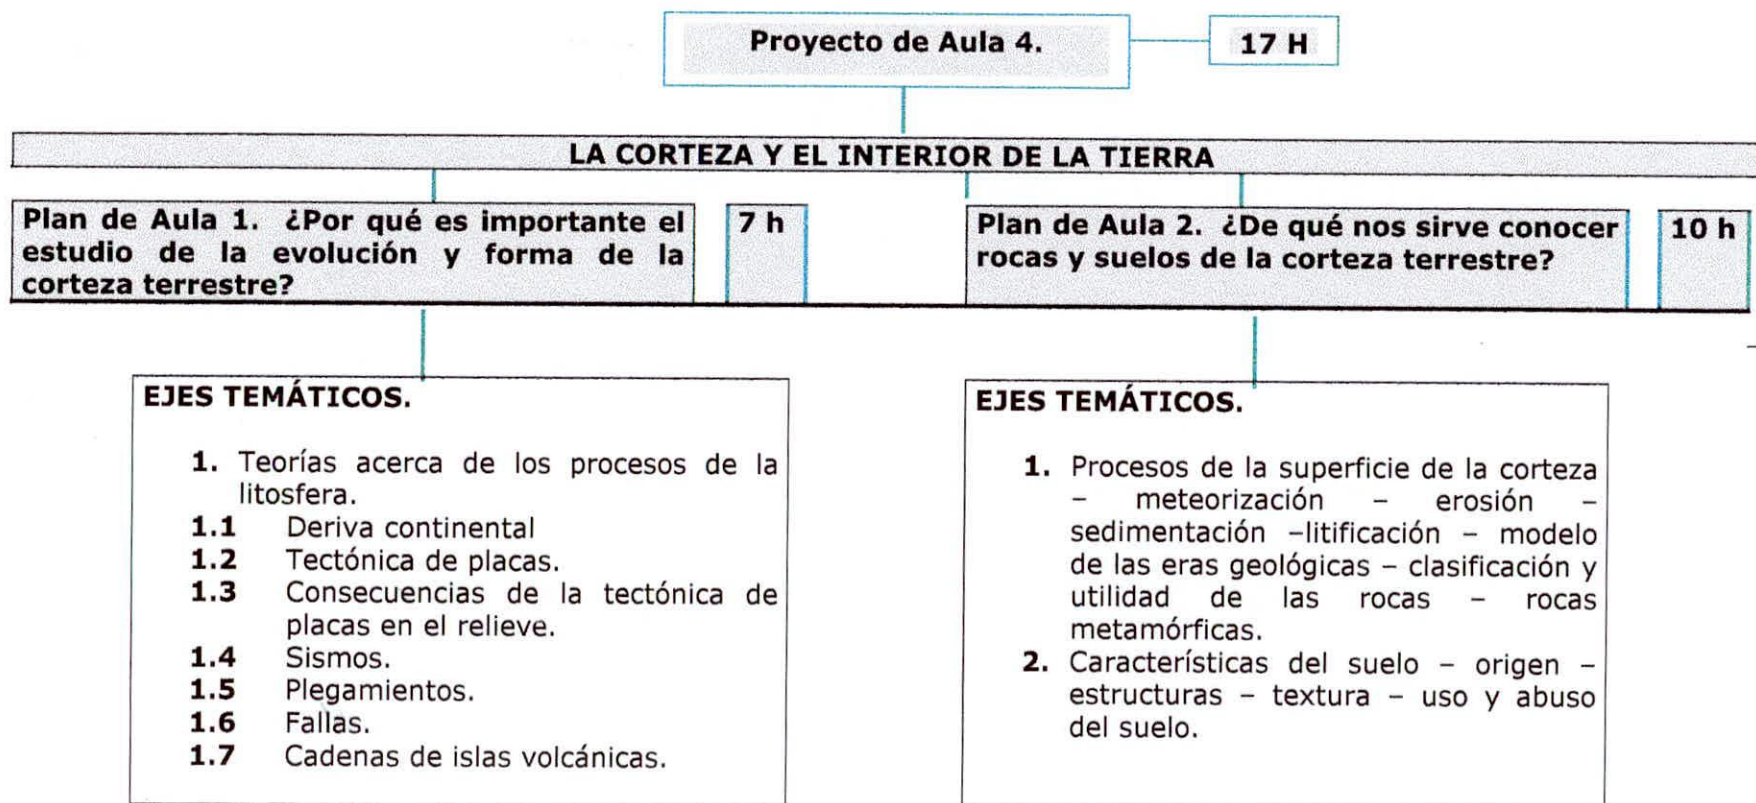 Proyecto de Aula 4.
17 H
LA CORTEZA Y EL INTERIOR DE LA TIERRA
Plan de Aula 1. ¿Por qué es importante el
estudio de la evolución y forma de la
corteza terrestre?
7 h
Plan de Aula 2. ¿De qué nos sirve conocer
rocas y suelos de la corteza terrestre?
10 h
EJES TEMÁTICOS.
1. Teorías acerca de los procesos de la
litosfera.
1.1 Deriva continental
1.2 Tectónica de placas.
1.3 Consecuencias de la tectónica de
placas en el relieve.
1.4 Sismos.
1.5 Plegamientos.
1.6 Fallas.
1.7 Cadenas de islas volcánicas.
EJES TEMÁTICOS.
1. Procesos de la superficie de la corteza
– meteorización – erosión –
sedimentación –litificación – modelo
de las eras geológicas – clasificación y
utilidad de las rocas – rocas
metamórficas.
2. Características del suelo – origen –
estructuras – textura – uso y abuso
del suelo.